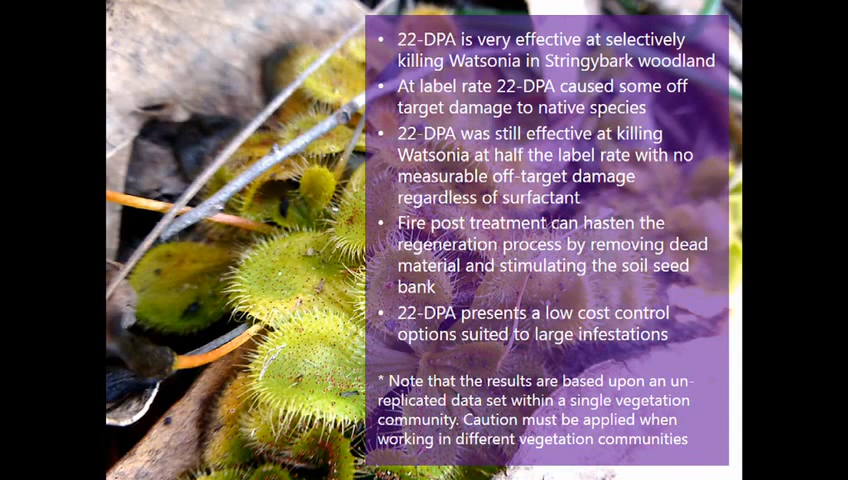 • 22-DPA is very effective at selectively
killing Watsonia in Stringybark woodland
• At label rate 22-DPA caused some off
target damage to native species
• 22-DPA was still effective at killing
Watsonia at half the label rate with no
measurable off-target damage
regardless of surfactant
• Fire post treatment can hasten the
regeneration process by removing dead
material and stimulating the soil seed
bank
• 22-DPA presents a low cost control
options suited to large infestations
* Note that the results are based upon an un-
replicated data set within a single vegetation
community. Caution must be applied when
working in different vegetation communities